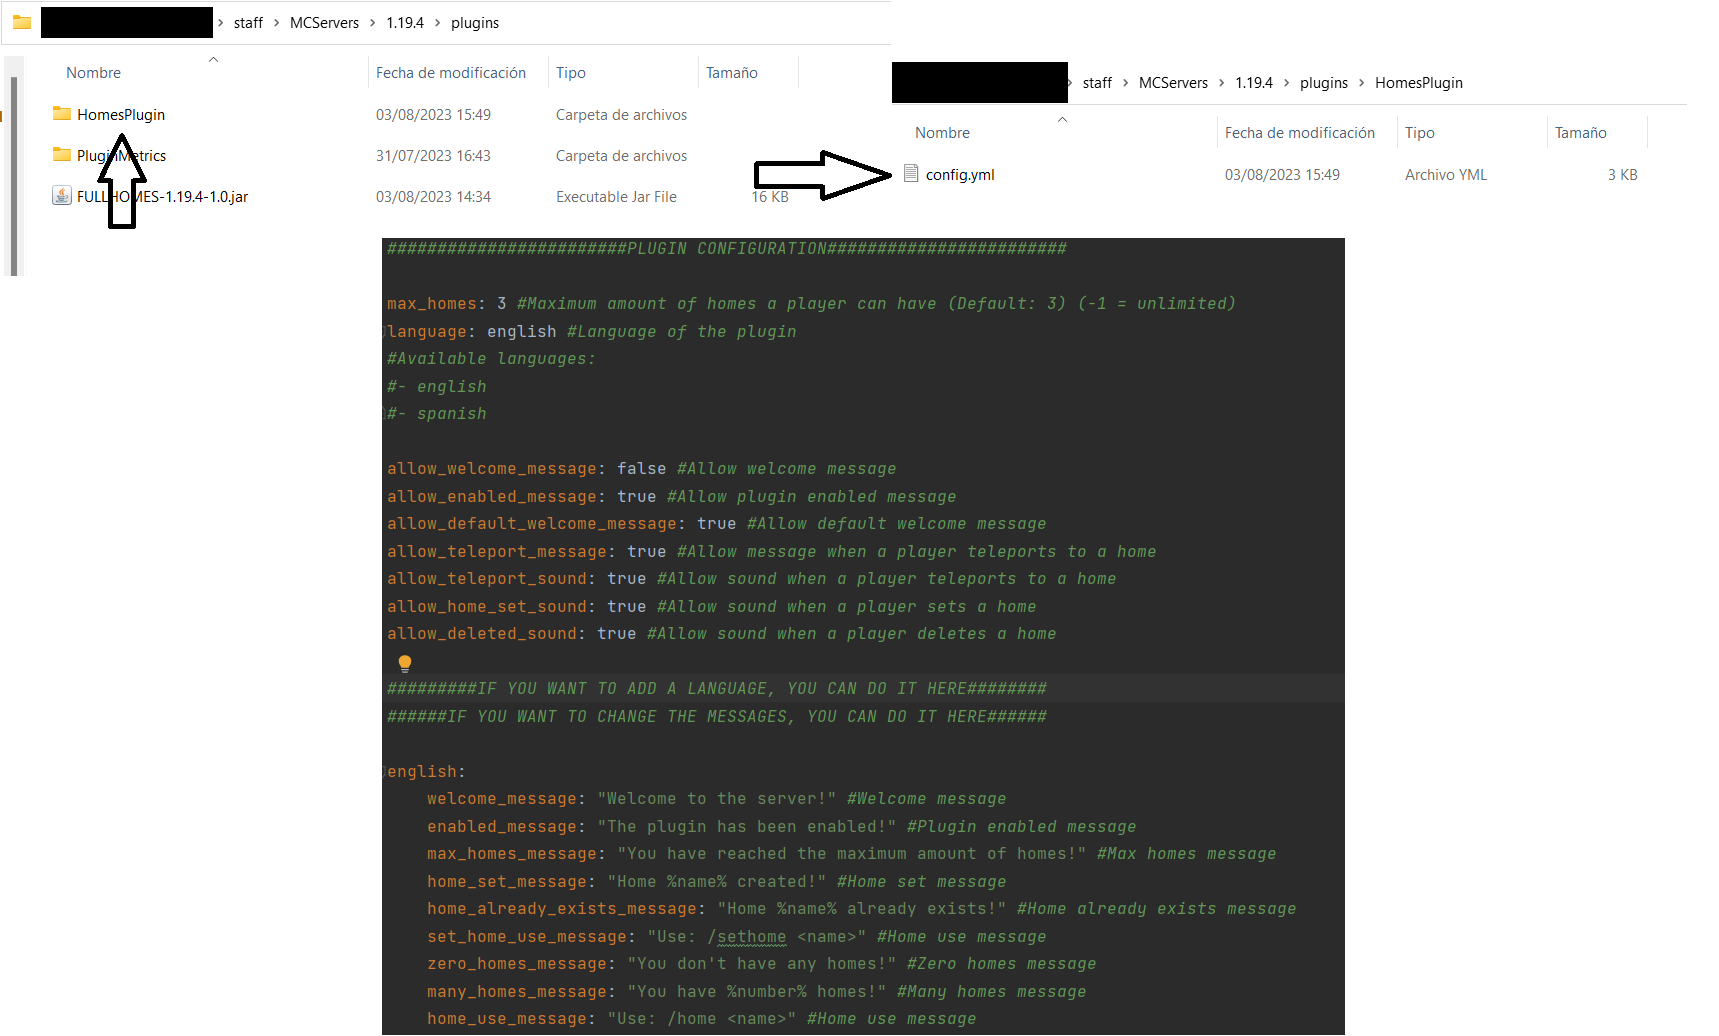 staff > MCServers > 1.19.4 > plugins
Nombre Fecha de modificación Tipo Tamaño
HomesPlugin 03/08/2023 15:49 Carpeta de archivos
PluginMetrics 31/07/2023 16:43 Carpeta de archivos
FULLHOMES-1.19.4-1.0.jar 03/08/2023 14:34 Executable Jar File 16 KB
staff > MCServers > 1.19.4 > plugins > HomesPlugin
Nombre Fecha de modificación Tipo Tamaño
config.yml 03/08/2023 15:49 Archivo YML 3 KB
########################PLUGIN CONFIGURATION########################
max_homes: 3 #Maximum amount of homes a player can have (Default: 3) (-1 = unlimited)
language: english #Language of the plugin
#Available languages:
#- english
#- spanish
allow_welcome_message: false #Allow welcome message
allow_enabled_message: true #Allow plugin enabled message
allow_default_welcome_message: true #Allow default welcome message
allow_teleport_message: true #Allow message when a player teleports to a home
allow_teleport_sound: true #Allow sound when a player teleports to a home
allow_home_set_sound: true #Allow sound when a player sets a home
allow_deleted_sound: true #Allow sound when a player deletes a home
#########IF YOU WANT TO ADD A LANGUAGE, YOU CAN DO IT HERE########
######IF YOU WANT TO CHANGE THE MESSAGES, YOU CAN DO IT HERE######
english:
welcome_message: "Welcome to the server!" #Welcome message
enabled_message: "The plugin has been enabled!" #Plugin enabled message
max_homes_message: "You have reached the maximum amount of homes!" #Max homes message
home_set_message: "Home %name% created!" #Home set message
home_already_exists_message: "Home %name% already exists!" #Home already exists message
set_home_use_message: "Use: /sethome <name>" #Home use message
zero_homes_message: "You don't have any homes!" #Zero homes message
many_homes_message: "You have %number% homes!" #Many homes message
home_use_message: "Use: /home <name>" #Home use message